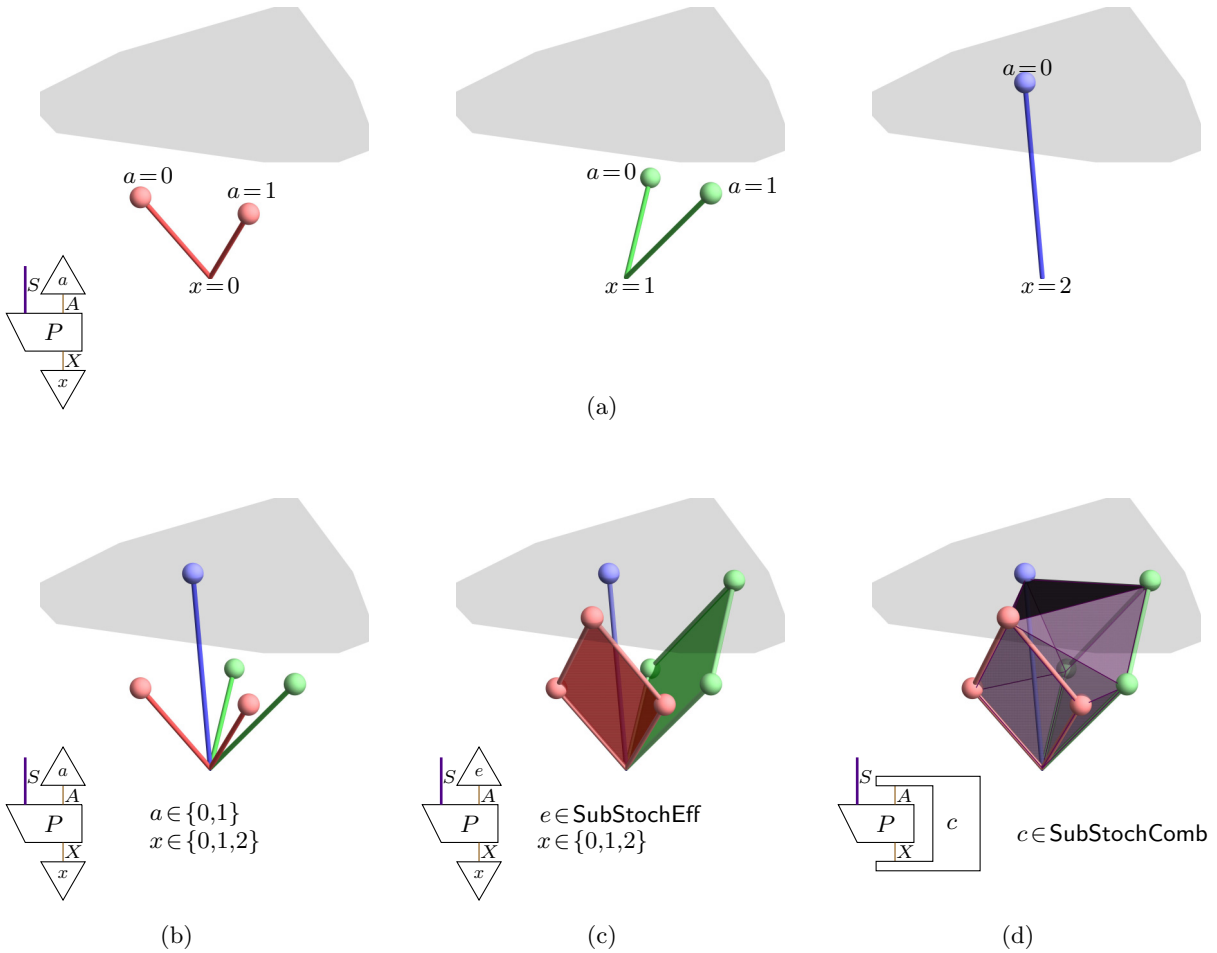 a=0
a=0
a=1
a=0
a=1
x=0
x=1
x=2
S
a
A
P
X
x
(a)
S
a
A
P
X
x
a∈{0,1}
x∈{0,1,2}
S
e
A
P
X
x
e∈SubStochEff
x∈{0,1,2}
S
A
P
c
X
c∈SubStochComb
(b)
(c)
(d)